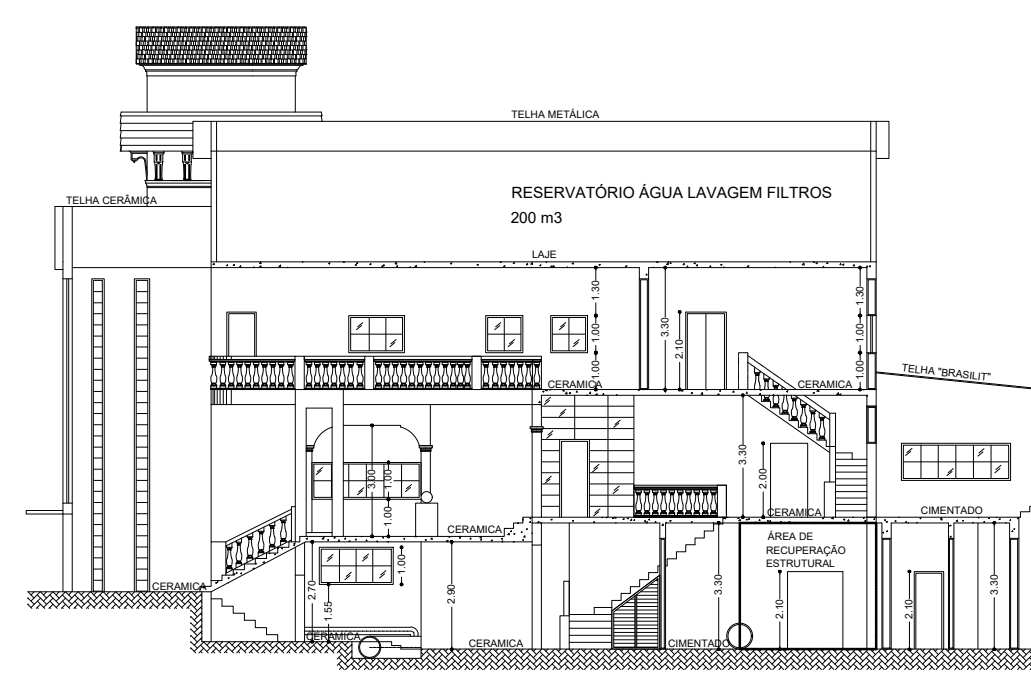 TELHA METÁLICA
RESERVATÓRIO ÁGUA LAVAGEM FILTROS
200 m3
TELHA CERÂMICA
LAJE
1.30
1.00
1.00
3.30
2.10
1.30
1.00
1.00
TELHA "BRASILIT"
CERAMICA
CERAMICA
3.00
1.00
1.00
3.30
2.00
CERAMICA
CERAMICA
CIMENTADO
ÁREA DE
RECUPERAÇÃO
ESTRUTURAL
CERAMICA
2.70
1.55
1.00
2.90
3.30
2.10
2.10
3.30
CERAMICA
CERAMICA
CIMENTADO